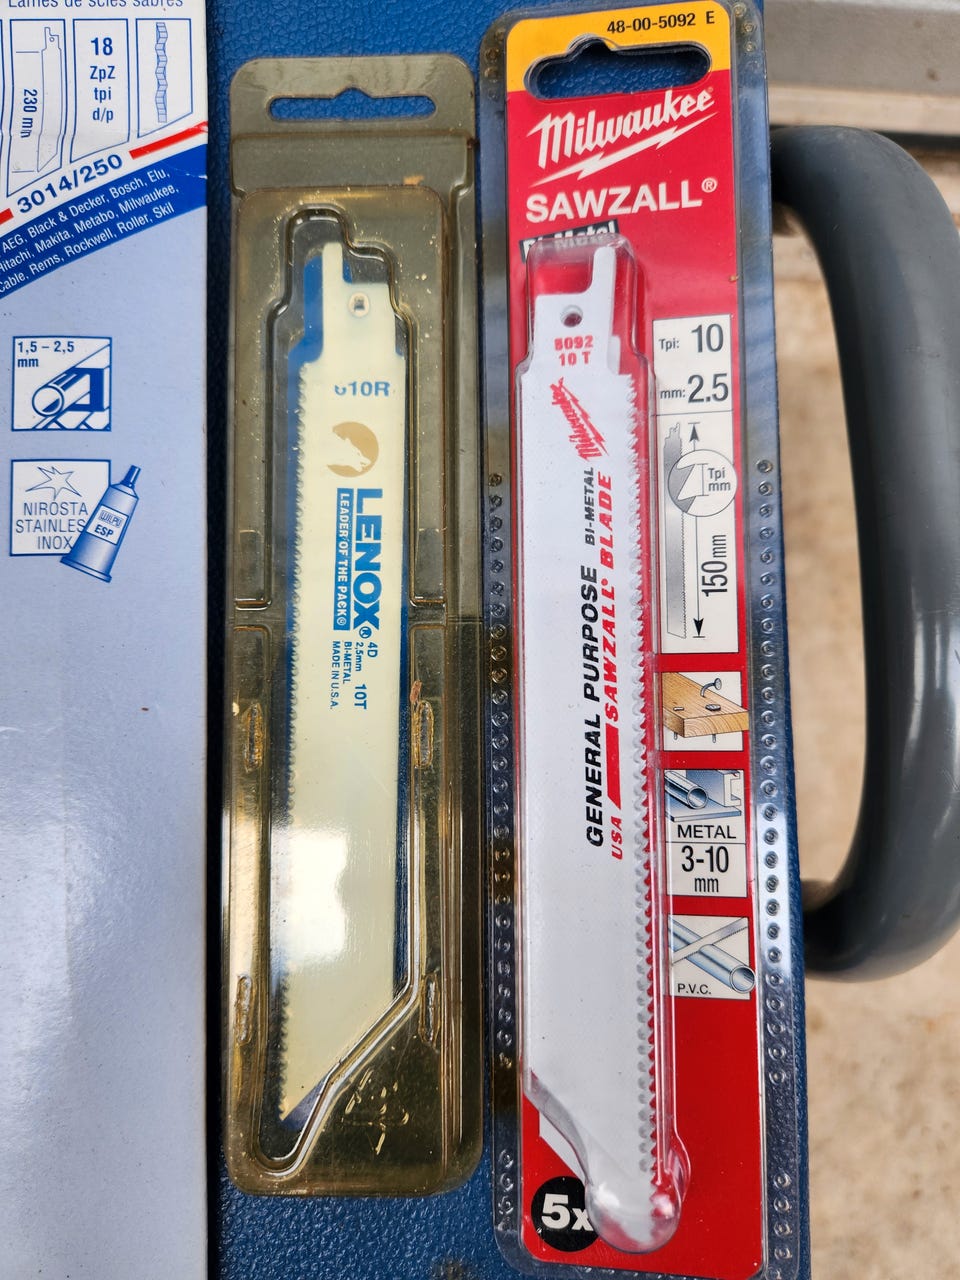 Lames de scies sabres
230 mm
18
ZpZ
tpi
d/p
3014/250
AEG, Black & Decker, Bosch, Elu,
Hitachi, Makita, Metabo, Milwaukee,
Cable, Rems, Rockwell, Roller, Skil
1,5 – 2,5
mm
NIROSTA
STAINLES
INOX
WILPU
ESP
610R
LENOX®
LEADER OF THE PACK®
4D
2,5mm 10T
BI-METAL
MADE IN U.S.A.
48-00-5092 E
Milwaukee
SAWZALL®
Bi-Metal
5092
10 T
Milwaukee
GENERAL PURPOSE BI-METAL
USA SAWZALL® BLADE
Tpi: 10
mm: 2.5
Tpi
mm
150mm
METAL
3-10
mm
P.V.C.
5x